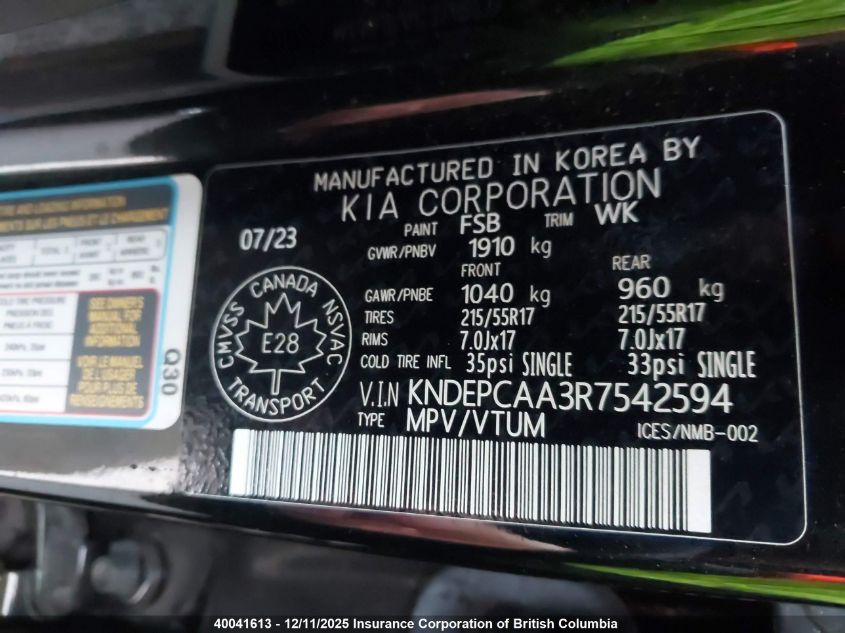 MANUFACTURED IN KOREA BY
KIA CORPORATION
07/23 PAINT FSB TRIM WK
GVWR/PNBV 1910 kg
FRONT REAR
GAWR/PNBE 1040 kg 960 kg
TIRES 215/55R17 215/55R17
RIMS 7.0Jx17 7.0Jx17
COLD TIRE INFL 35psi SINGLE 33psi SINGLE
V.I.N KNDEPCAA3R7542594
TYPE MPV/VTUM ICES/NMB-002
CMVSS CANADA NSVAC
E28
TRANSPORT
TIRE AND LOADING INFORMATION
SEE OWNER'S
MANUAL FOR
ADDITIONAL
INFORMATION
VOIR LE MANUEL
DE L'USAGER
POUR PLUS DE
RENSEIGNEMENTS
Q30
40041613 - 12/11/2025 Insurance Corporation of British Columbia